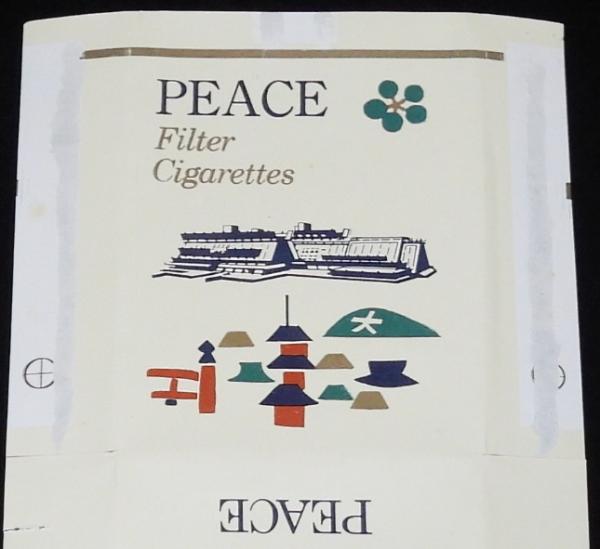 PEACE
Filter
Cigarettes
大
PEACE